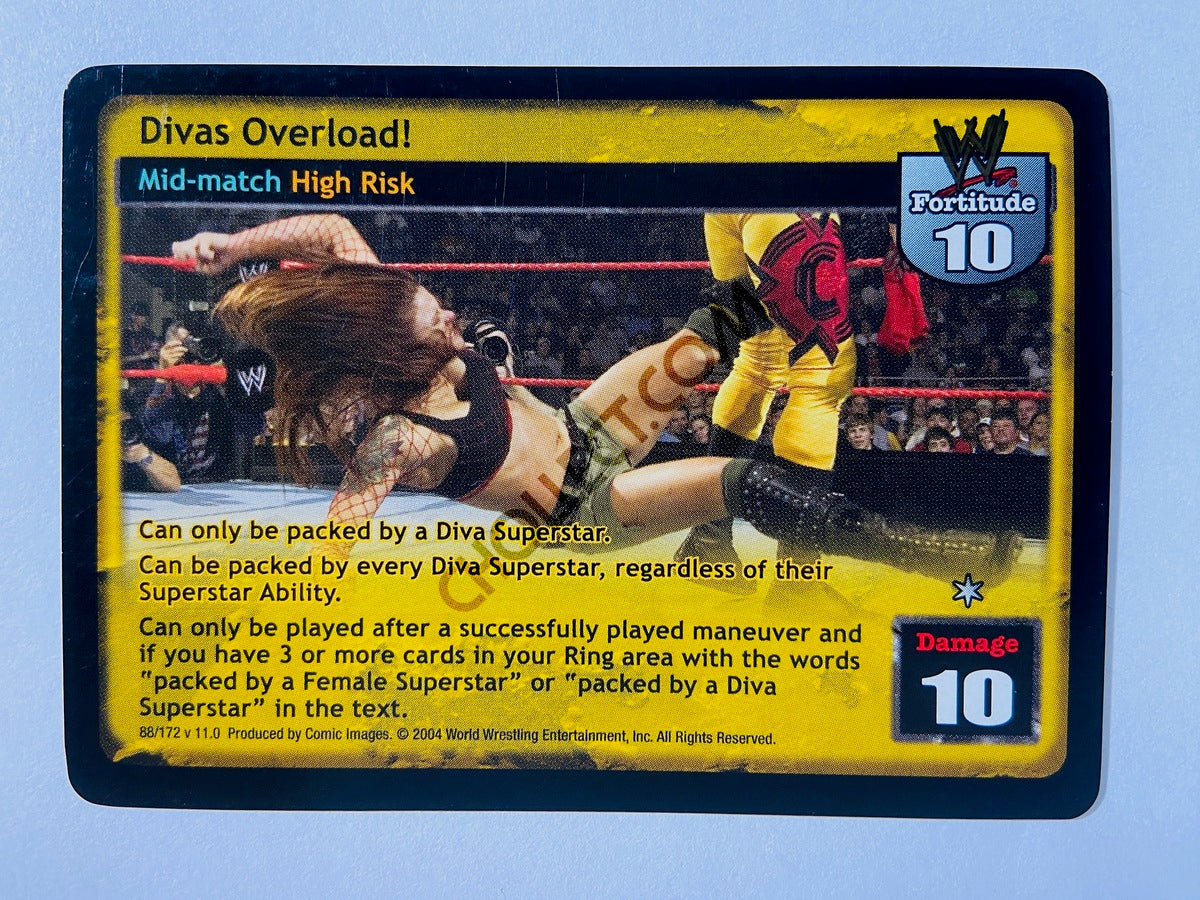 Divas Overload!
Mid-match High Risk
W
Fortitude
10
W
W
C
CHOLLECT.COM
Can only be packed by a Diva Superstar.
Can be packed by every Diva Superstar, regardless of their
Superstar Ability.
Can only be played after a successfully played maneuver and
if you have 3 or more cards in your Ring area with the words
“packed by a Female Superstar” or “packed by a Diva
Superstar” in the text.
Damage
10
88/172 v 11.0 Produced by Comic Images. © 2004 World Wrestling Entertainment, Inc. All Rights Reserved.